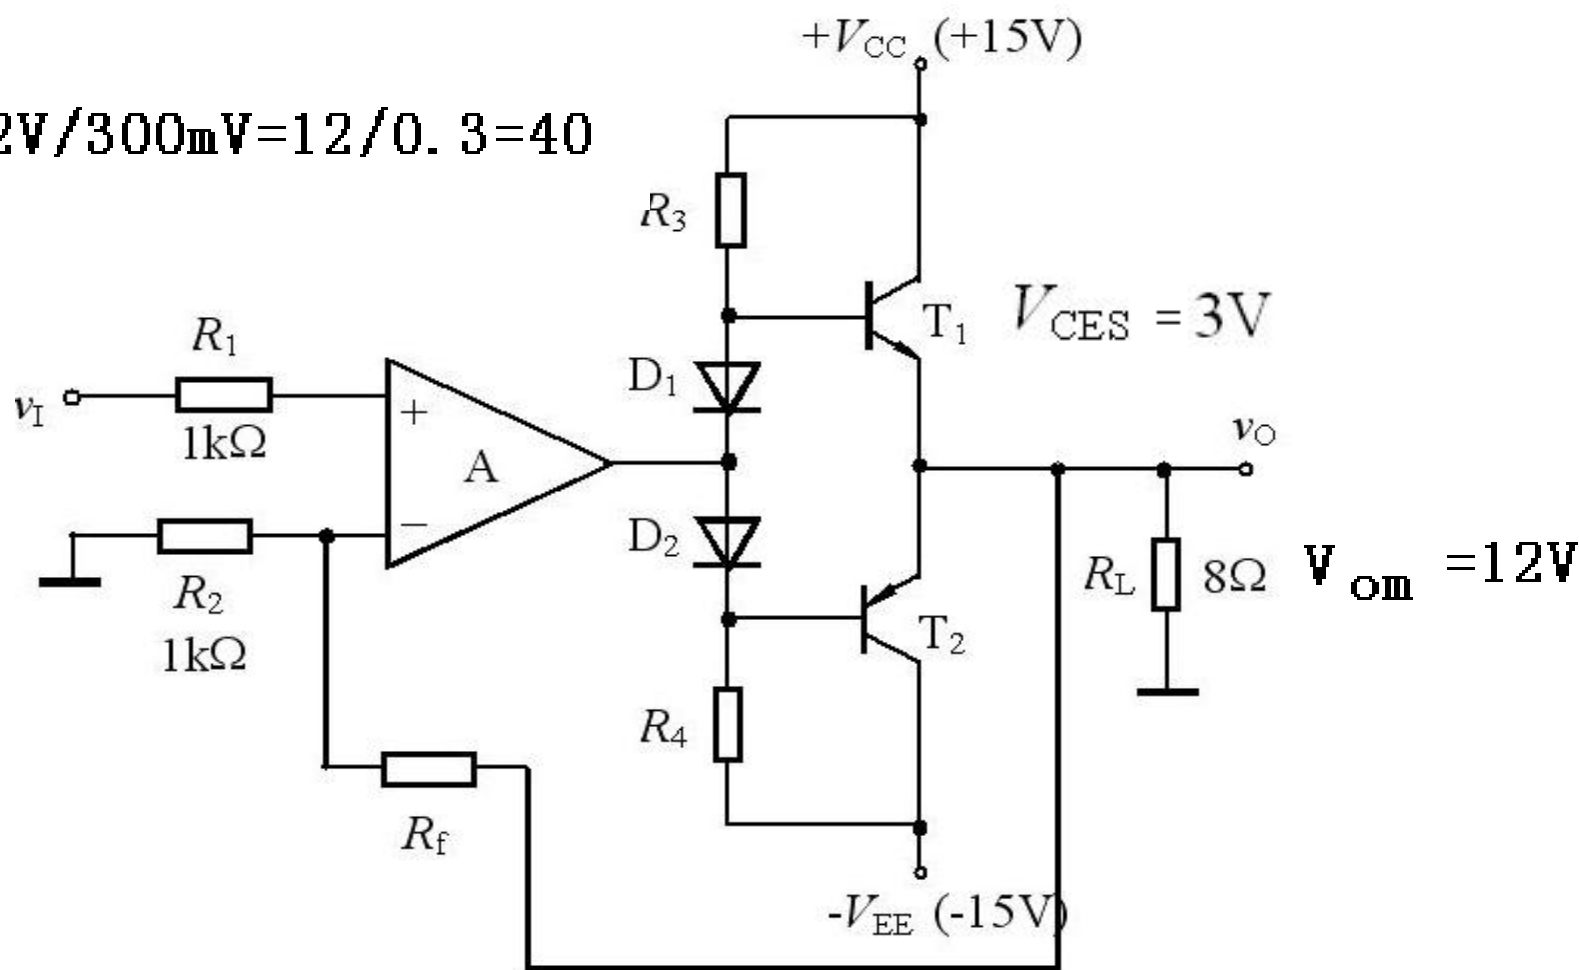 +VCC (+15V)
2V/300mV=12/0.3=40
R3
T1
VCES = 3V
R1
D1
vI
+
1kΩ
A
vO
−
D2
RL
8Ω
Vom =12V
R2
T2
1kΩ
R4
Rf
-VEE (-15V)